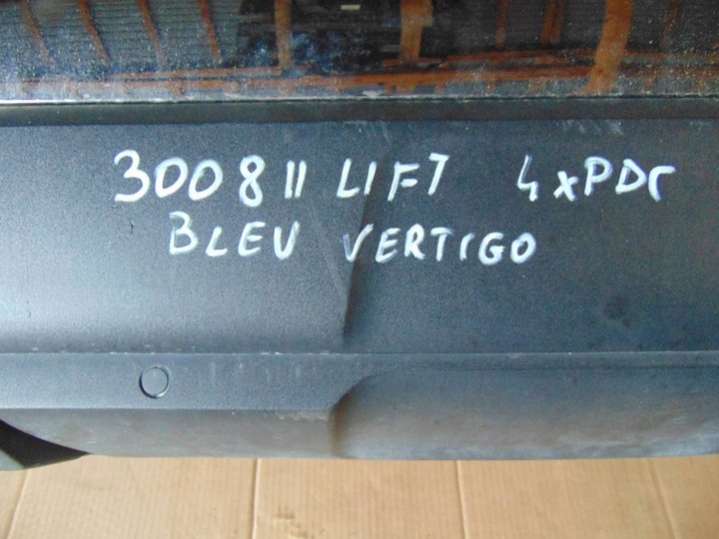 3008 II LIFT 4xPDC
BLEU VERTIGO